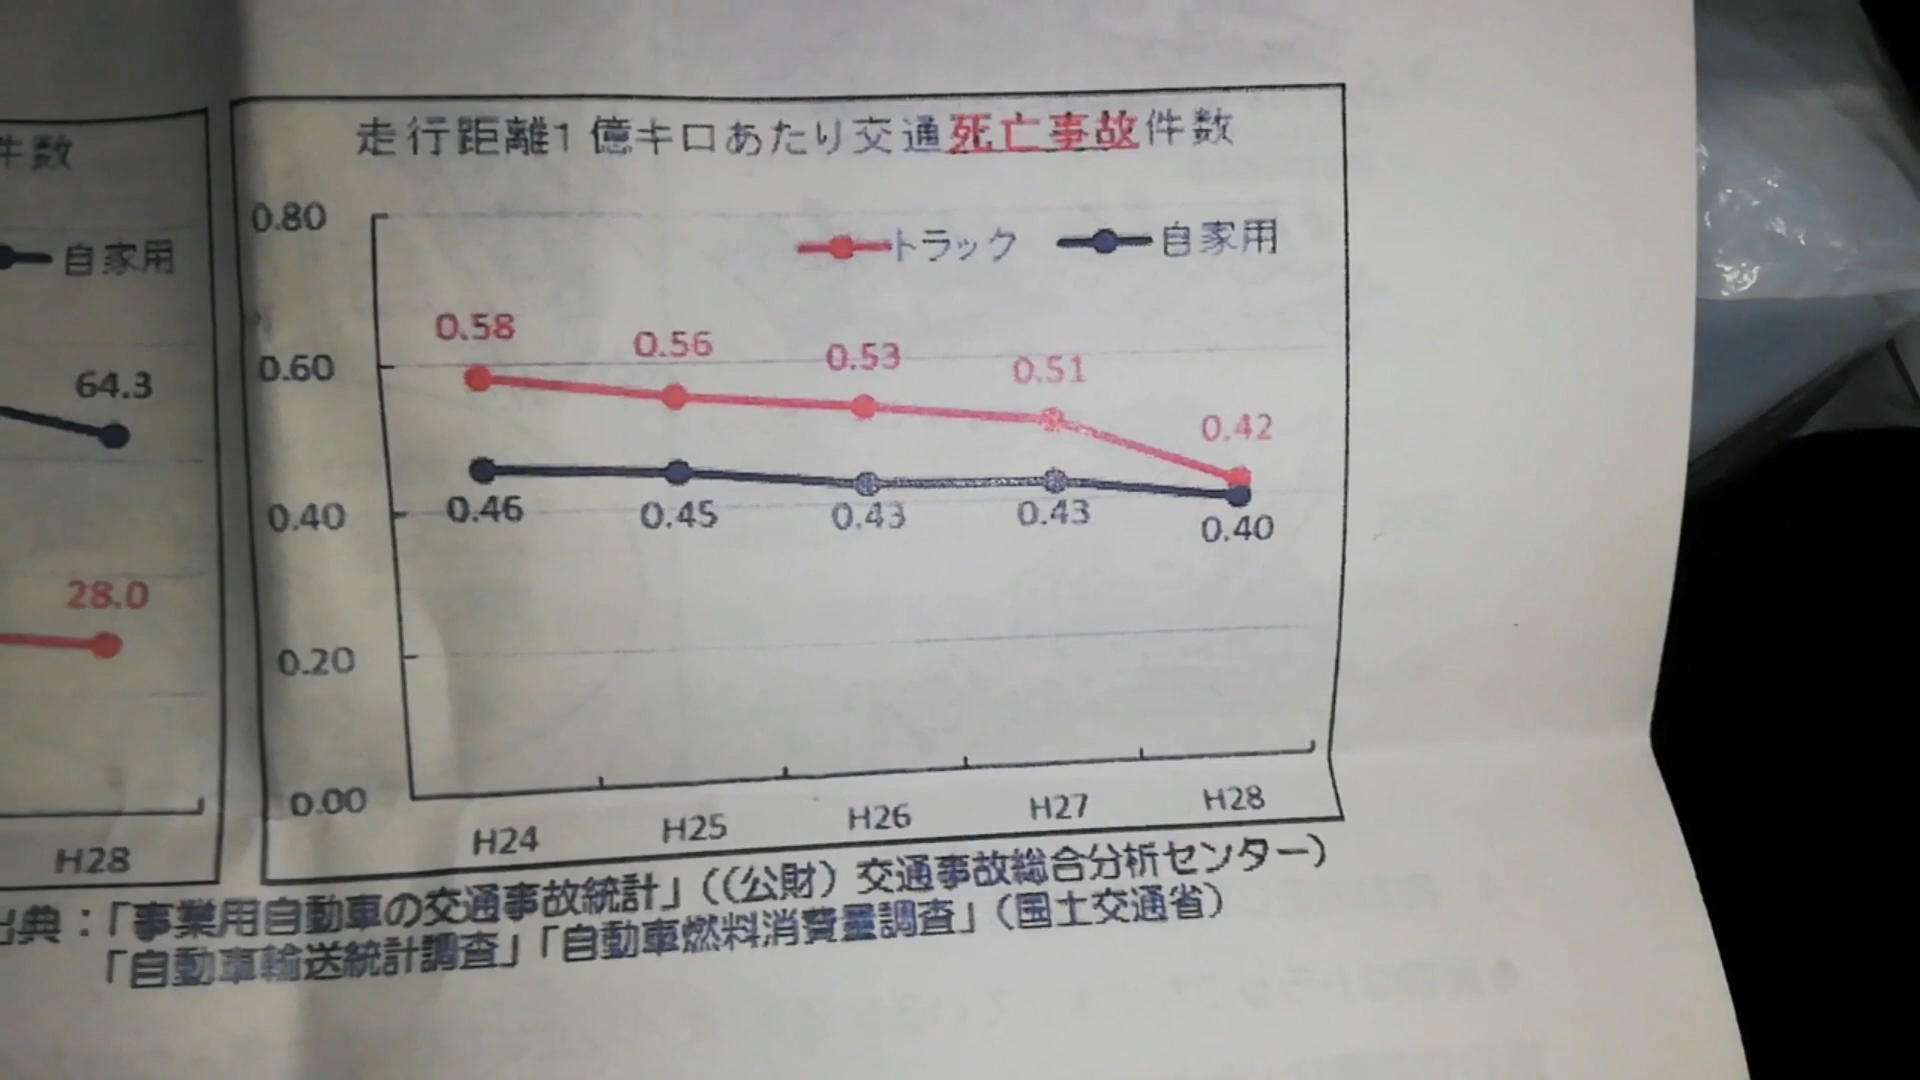 件数
自家用
64.3
28.0
H28
走行距離1億キロあたり交通死亡事故件数
トラック 自家用
0.80
0.60
0.40
0.20
0.00
0.58 0.56 0.53 0.51 0.42
0.46 0.45 0.43 0.43 0.40
H24 H25 H26 H27 H28
出典：「事業用自動車の交通事故統計」（（公財）交通事故総合分析センター）
「自動車輸送統計調査」「自動車燃料消費量調査」（国土交通省）